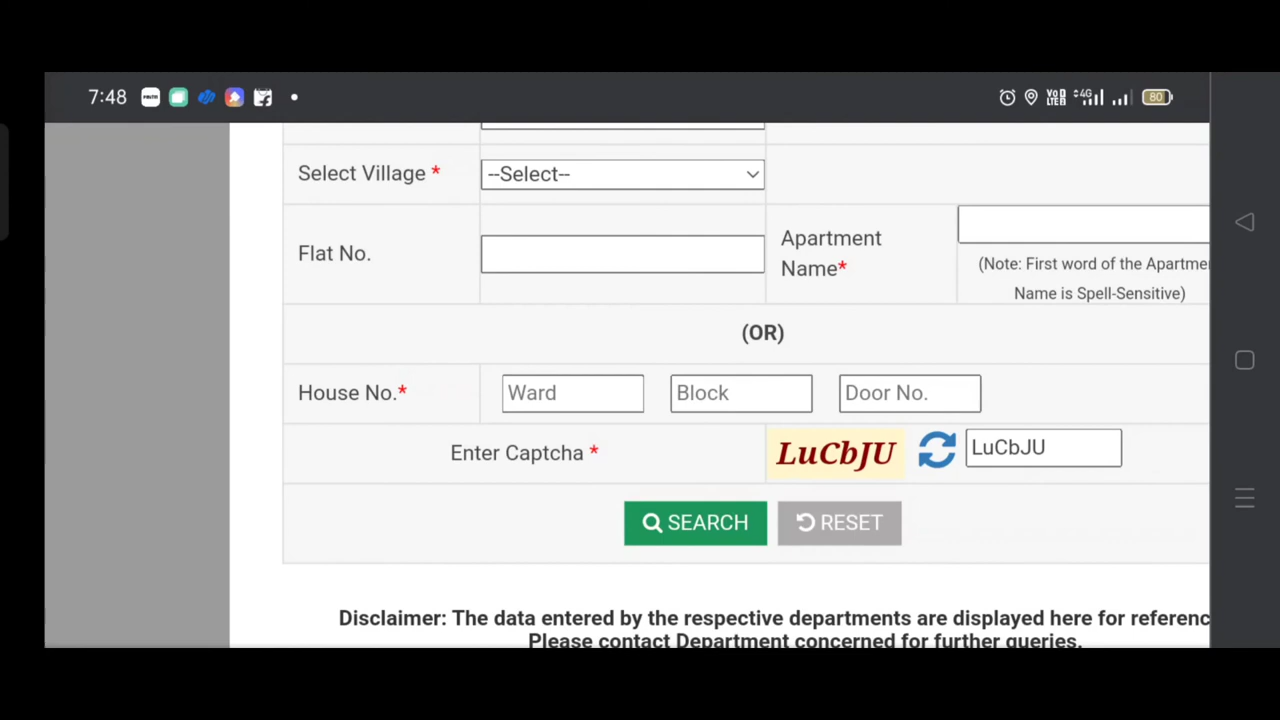 7:48
80
Select Village *
--Select--
Flat No.
Apartment
Name*
(Note: First word of the Apartme
Name is Spell-Sensitive)
(OR)
House No.*
Ward
Block
Door No.
Enter Captcha *
LuCbJU
LuCbJU
SEARCH
RESET
Disclaimer: The data entered by the respective departments are displayed here for referenc
Please contact Department concerned for further queries.